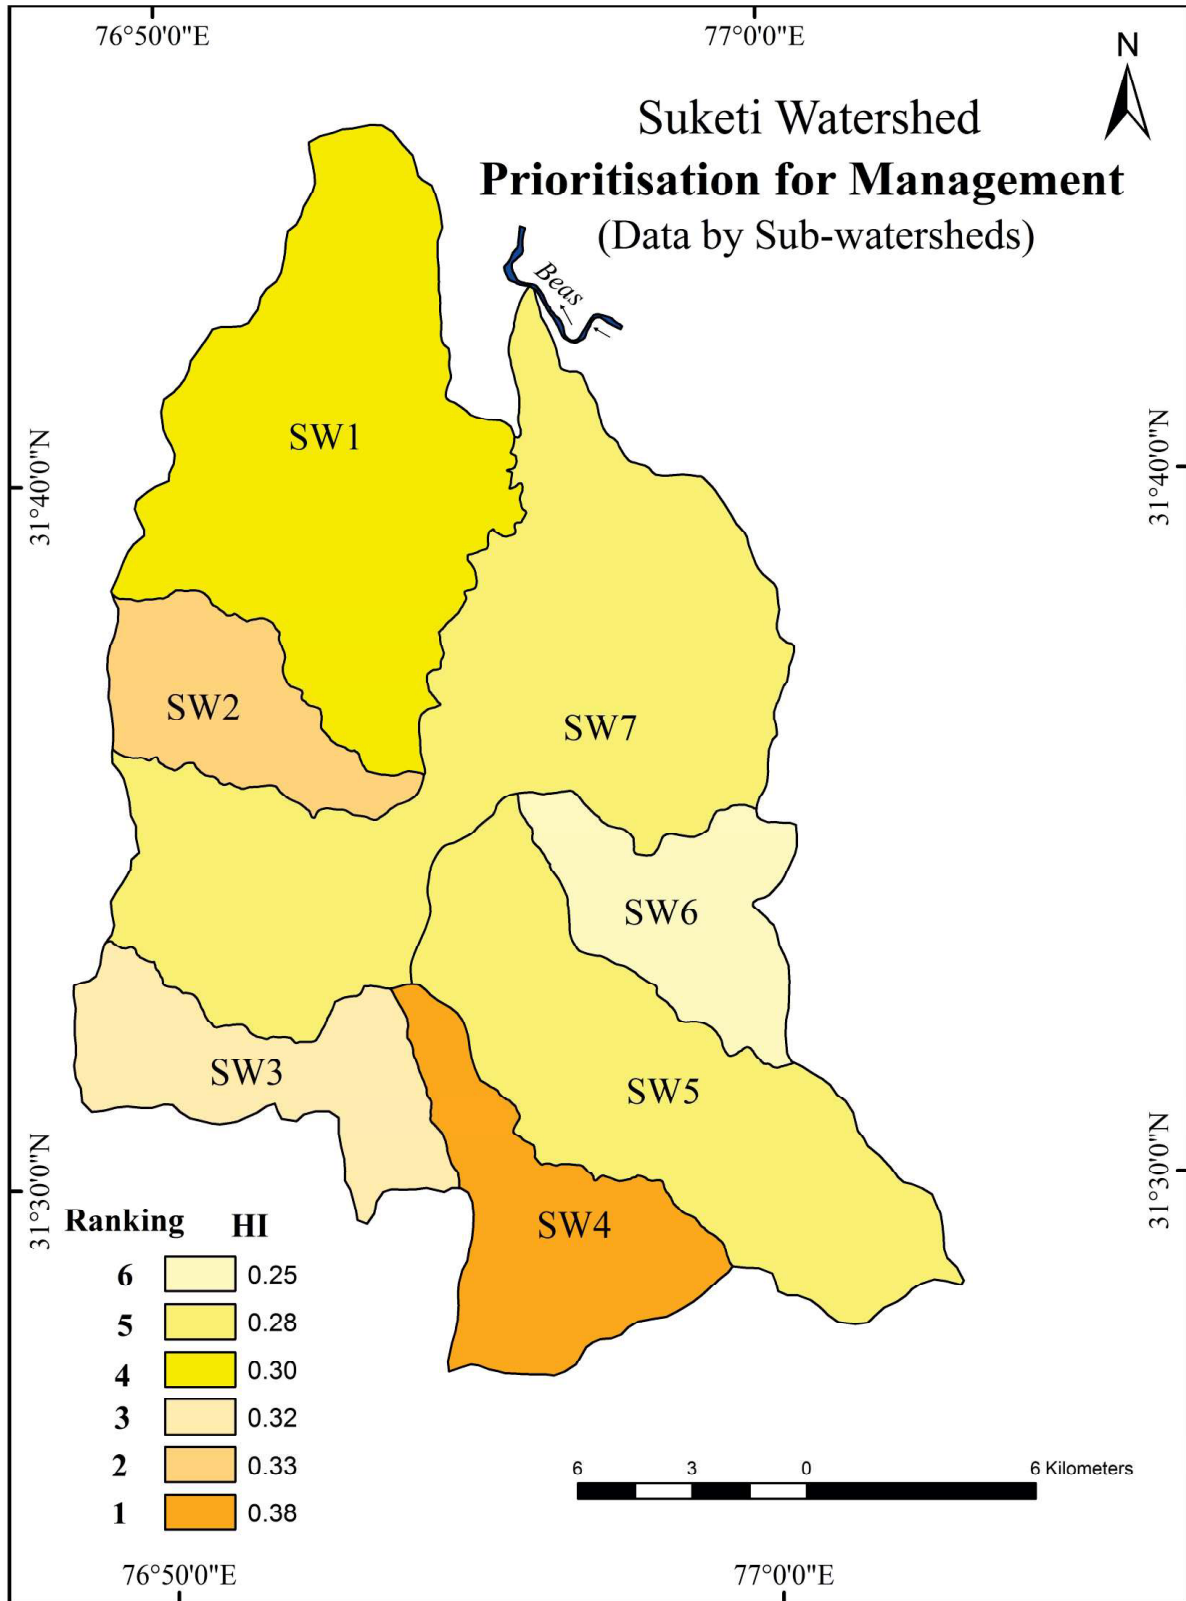 76°50'0"E 77°0'0"E
N
Suketi Watershed
Prioritisation for Management
(Data by Sub-watersheds)
Beas
SW1
31°40'0"N 31°40'0"N
SW2
SW7
SW6
SW3
SW5
31°30'0"N 31°30'0"N
SW4
Ranking HI
6 0.25
5 0.28
4 0.30
3 0.32
2 0.33
1 0.38
6 3 0 6 Kilometers
76°50'0"E 77°0'0"E